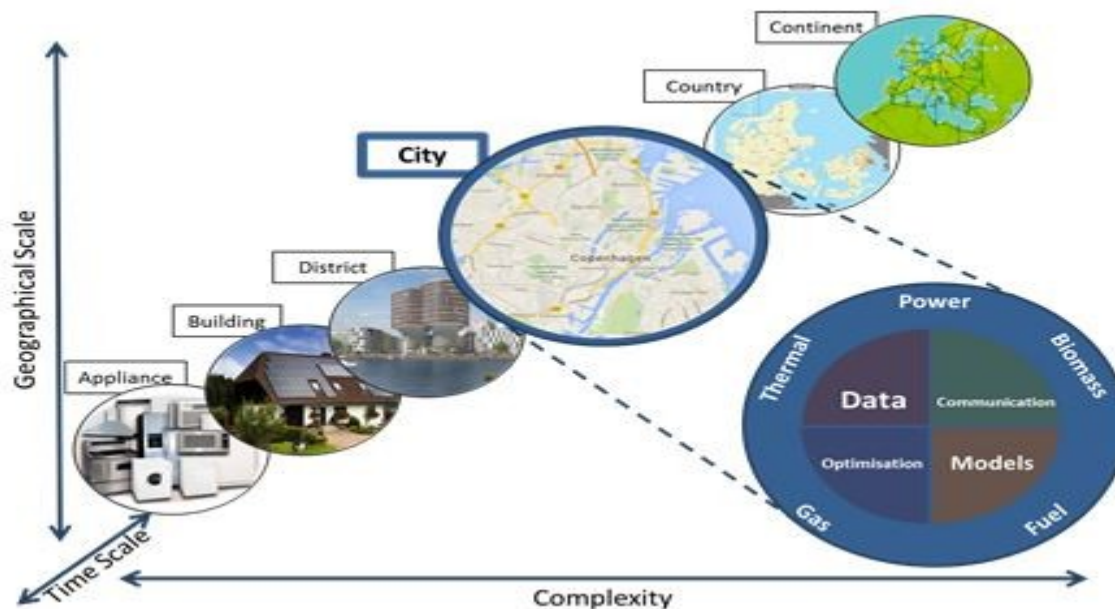 Continent
Country
City
District
Building
Appliance
Geographical Scale
Time Scale
Complexity
Power
Thermal
Biomass
Data
Communication
Optimisation
Models
Gas
Fuel
Copenhagen